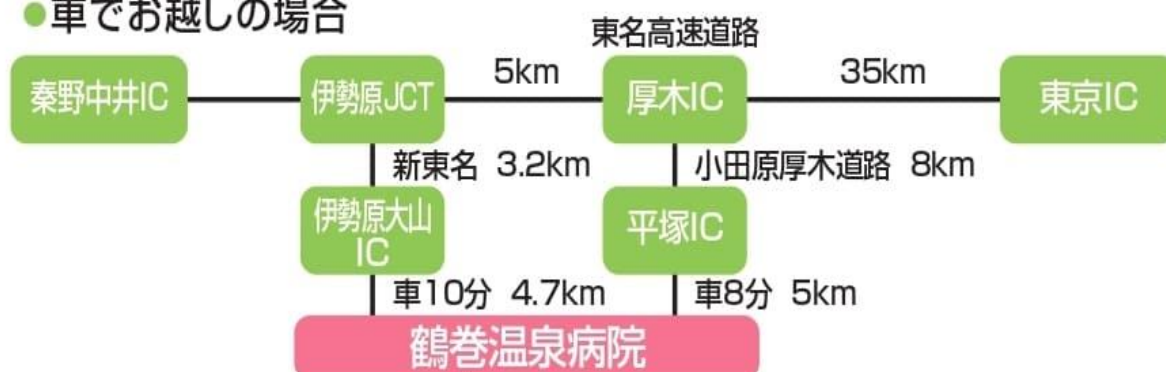 ●車でお越しの場合
東名高速道路
秦野中井IC 伊勢原JCT 5km 厚木IC 35km 東京IC
新東名 3.2km 小田原厚木道路 8km
伊勢原大山
IC
平塚IC
車10分 4.7km 車8分 5km
鶴巻温泉病院